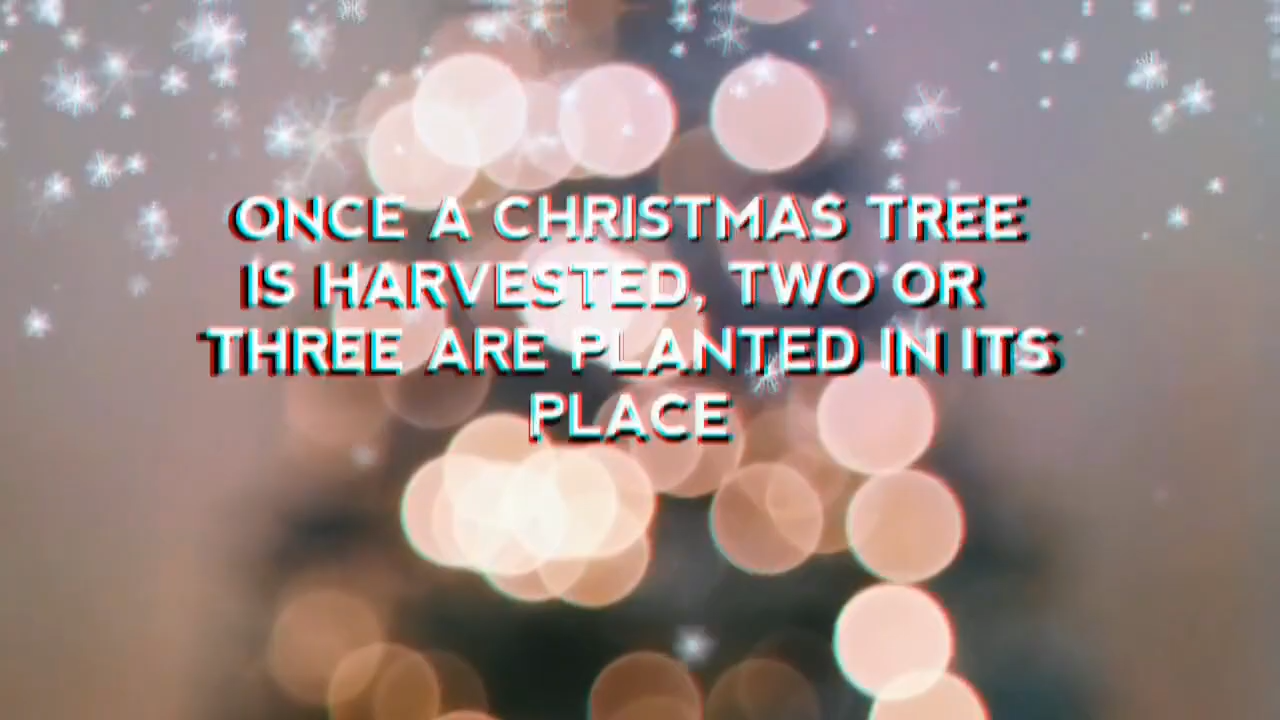 ONCE A CHRISTMAS TREE
IS HARVESTED, TWO OR
THREE ARE PLANTED IN ITS
PLACE